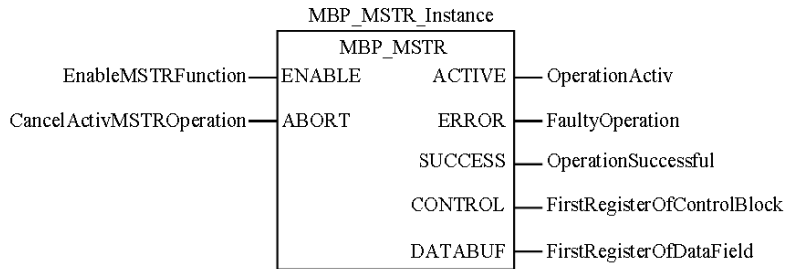 MBP_MSTR_Instance
MBP_MSTR
EnableMSTRFunction ENABLE ACTIVE OperationActiv
CancelActivMSTROperation ABORT ERROR FaultyOperation
SUCCESS OperationSuccessful
CONTROL FirstRegisterOfControlBlock
DATABUF FirstRegisterOfDataField